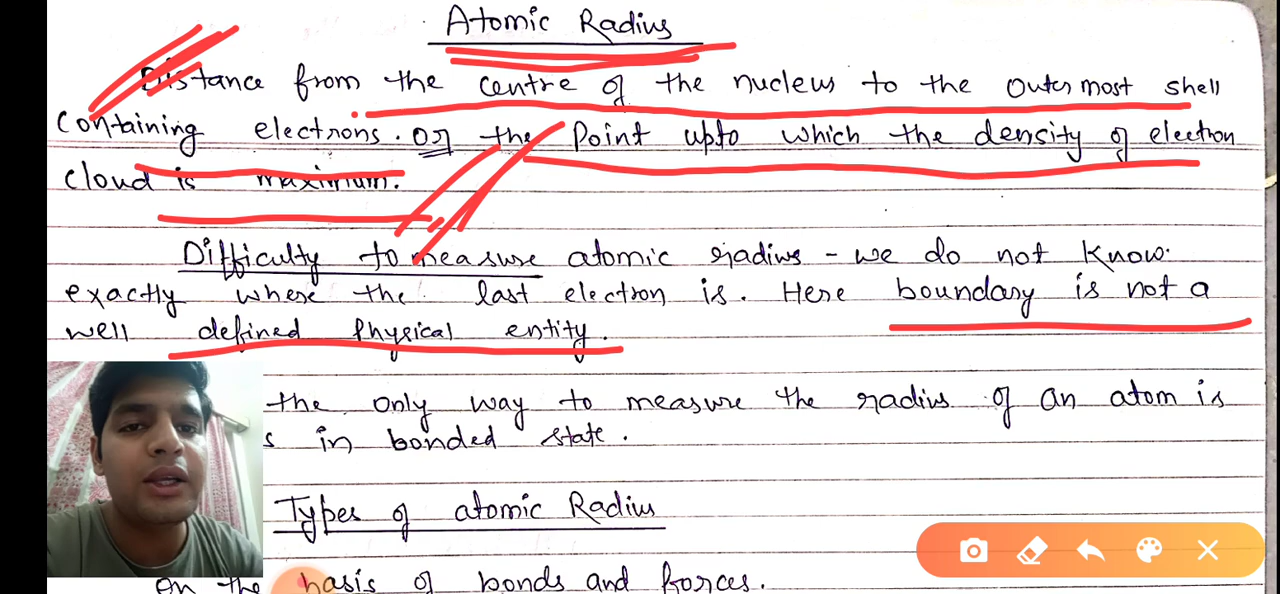 Atomic Radius
Distance from the centre of the nucleus to the outermost shell
containing electrons. Or the Point upto which the density of electron
cloud is maximum.
Difficulty to measure atomic radius - we do not know.
exactly where the last electron is. Here boundary is not a
well defined Physical entity.
the only way to measure the radius of an atom is
s in bonded state.
Types of atomic Radius
on the basis of bonds and forces.